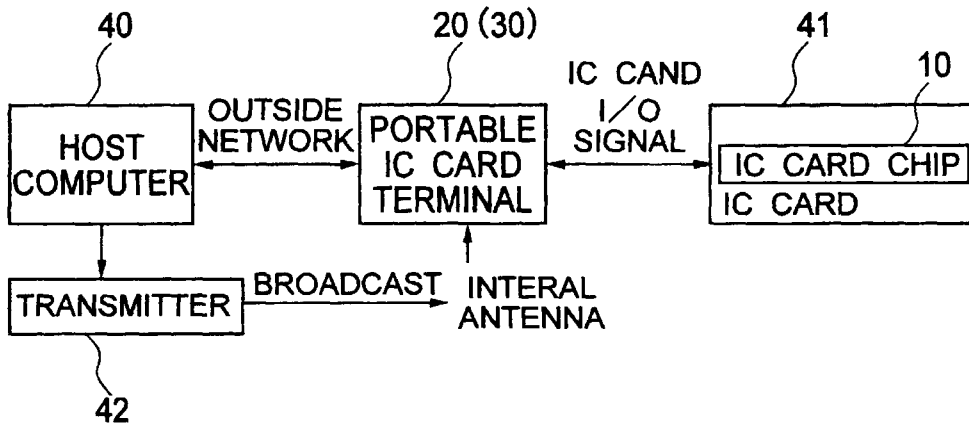 40
20 (30)
41
10
HOST
COMPUTER
OUTSIDE
NETWORK
PORTABLE
IC CARD
TERMINAL
IC CAND
I/O
SIGNAL
IC CARD CHIP
IC CARD
TRANSMITTER
BROADCAST
INTERAL
ANTENNA
42